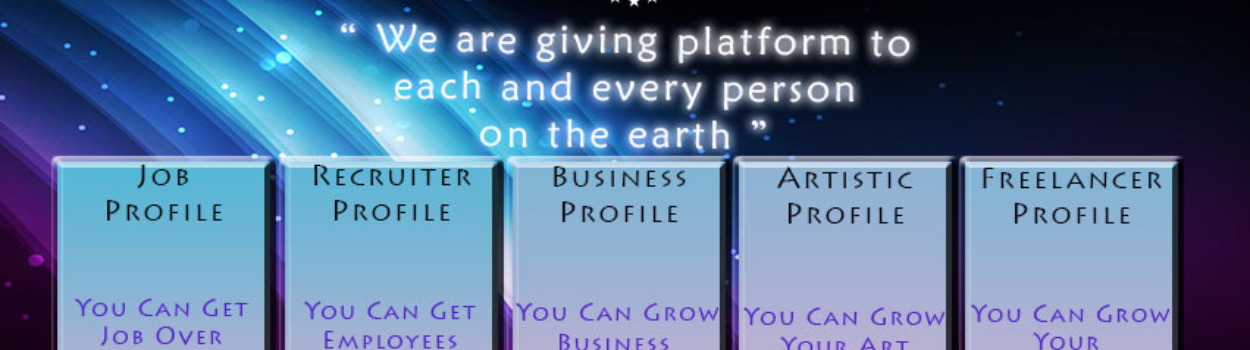 “ We are giving platform to
each and every person
on the earth ”
Job
Profile
You Can Get
Job Over
Recruiter
Profile
You Can Get
Employees
Business
Profile
You Can Grow
Business
Artistic
Profile
You Can Grow
Your Art
Freelancer
Profile
You Can Grow
Your